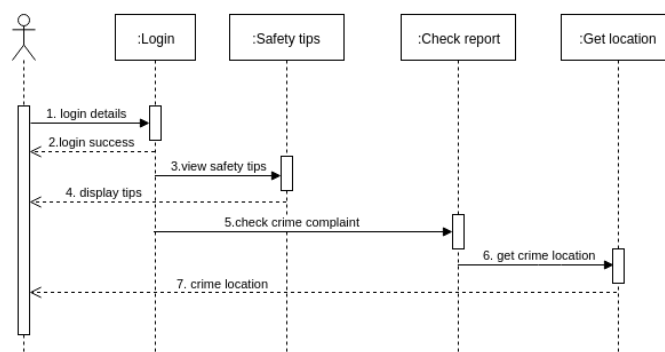 :Login
:Safety tips
:Check report
:Get location
1. login details
2.login success
3.view safety tips
4. display tips
5.check crime complaint
6. get crime location
7. crime location